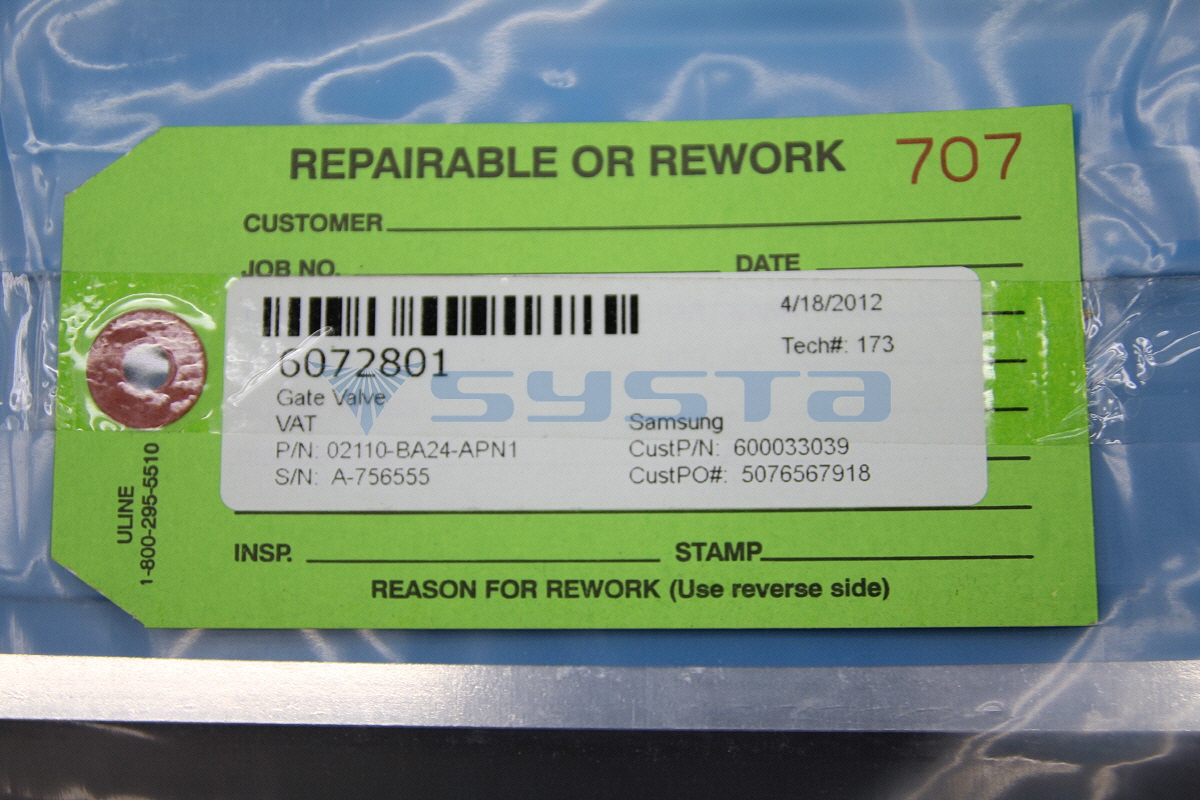 REPAIRABLE OR REWORK 707
CUSTOMER
JOB NO. DATE
4/18/2012
6072801 Tech#: 173
Gate Valve
systa
VAT Samsung
P/N: 02110-BA24-APN1 CustP/N: 600033039
S/N: A-756555 CustPO#: 5076567918
INSP. STAMP
REASON FOR REWORK (Use reverse side)
ULINE
1-800-295-5510